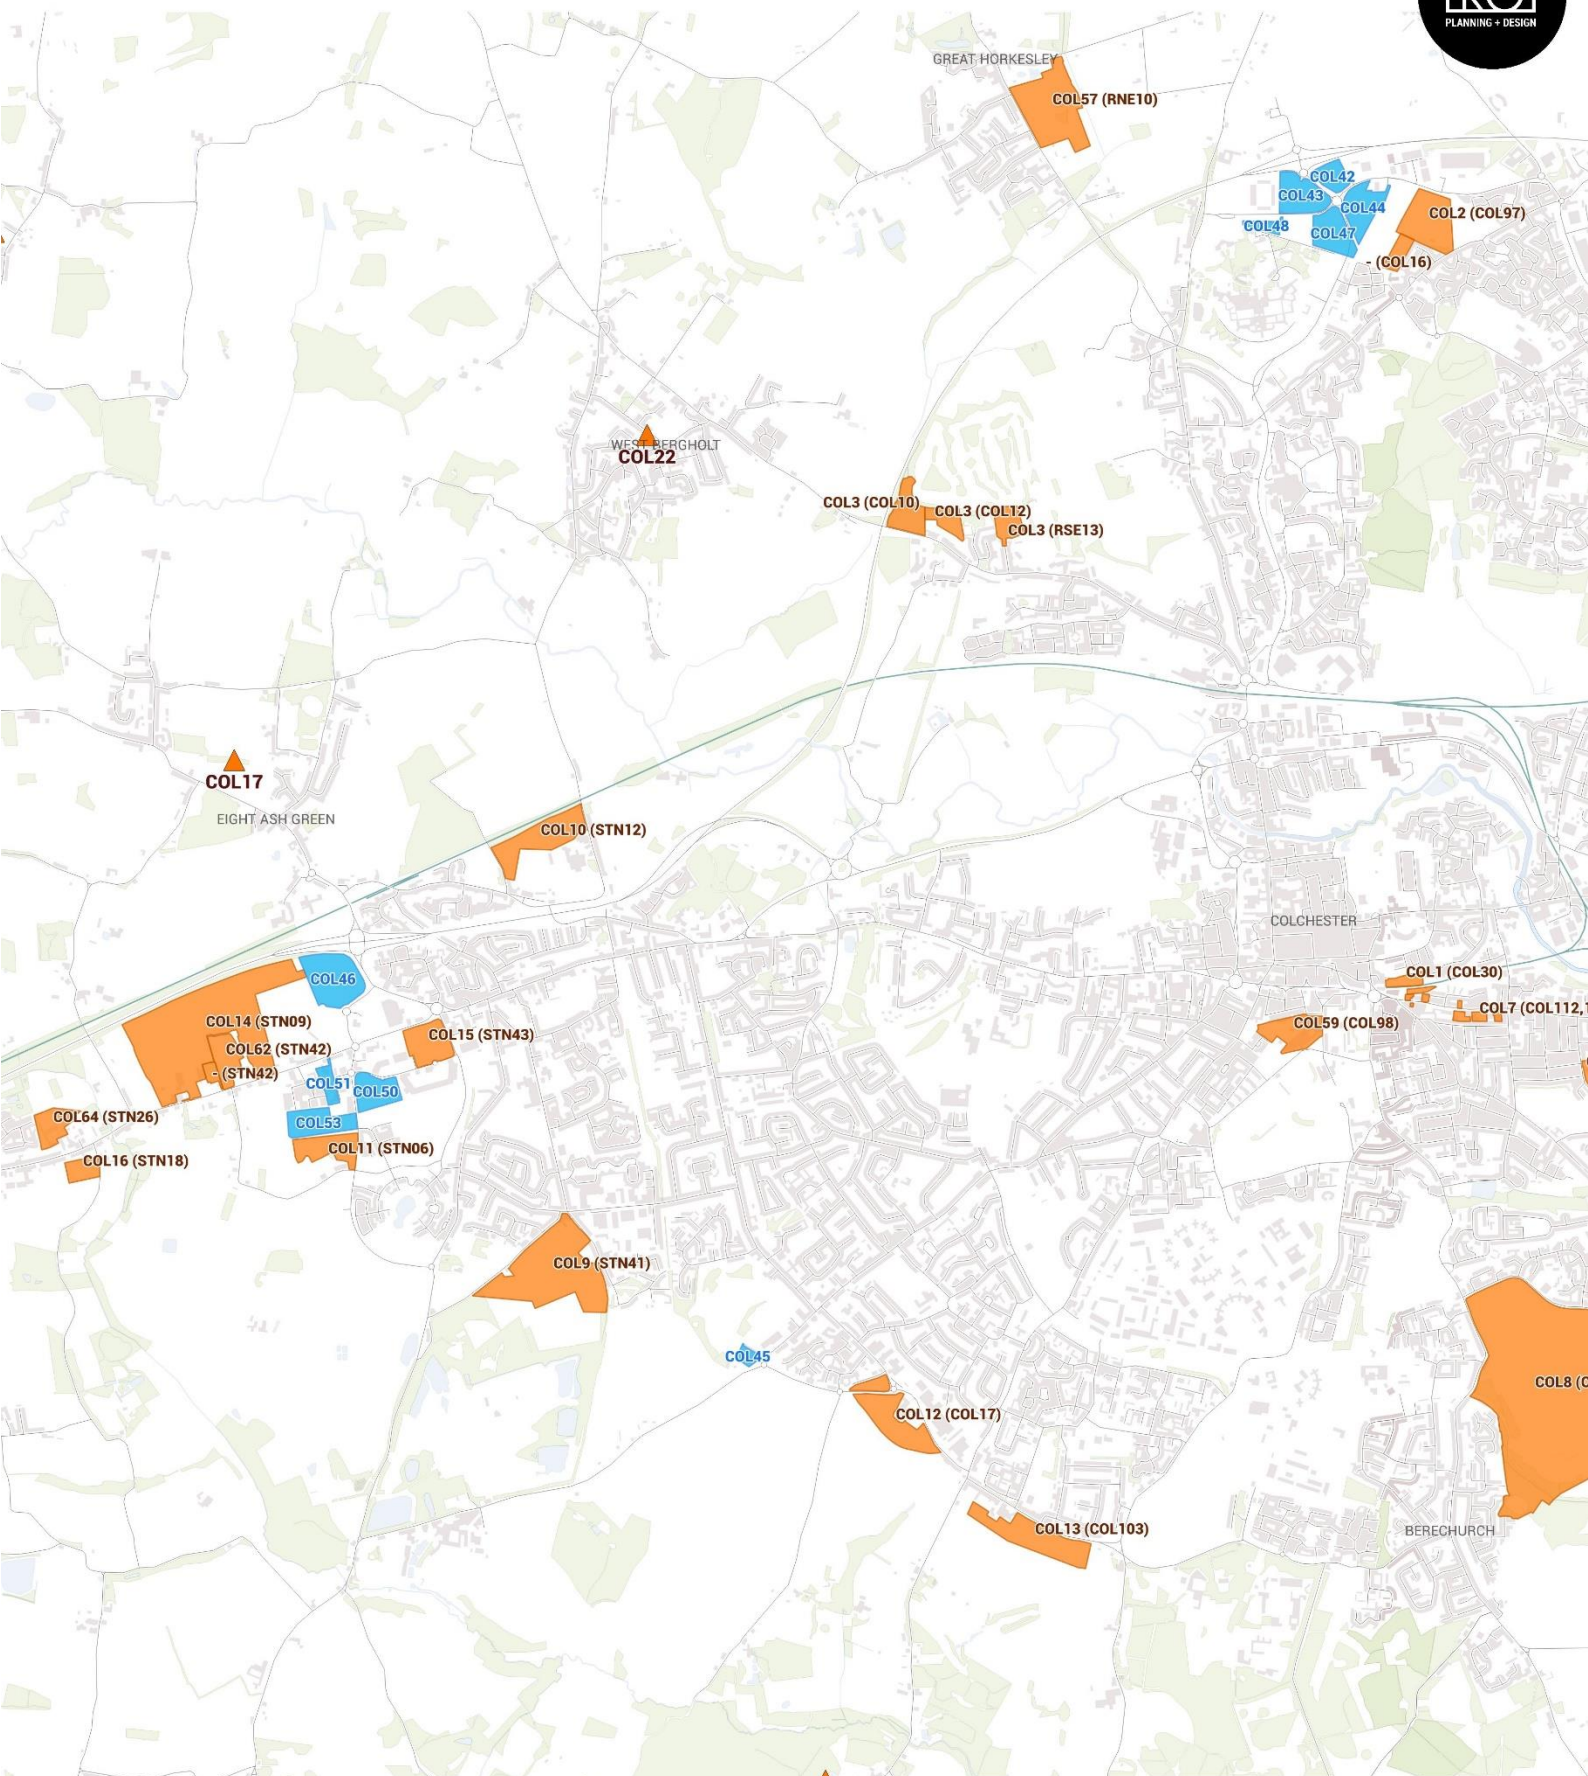 PLANNING + DESIGN
GREAT HORKESLEY
COL57 (RNE10)
COL42
COL43
COL44
COL2 (COL97)
COL48
COL47
- (COL16)
WEST BERGHOLT
COL22
COL3 (COL10)
COL3 (COL12)
COL3 (RSE13)
COL17
EIGHT ASH GREEN
COL10 (STN12)
COLCHESTER
COL46
COL1 (COL30)
COL7 (COL112,1
COL14 (STN09)
COL15 (STN43)
COL59 (COL98)
COL62 (STN42)
- (STN42)
COL51
COL50
COL64 (STN26)
COL53
COL11 (STN06)
COL16 (STN18)
COL9 (STN41)
COL45
COL8 (C
COL12 (COL17)
COL13 (COL103)
BERECHURCH